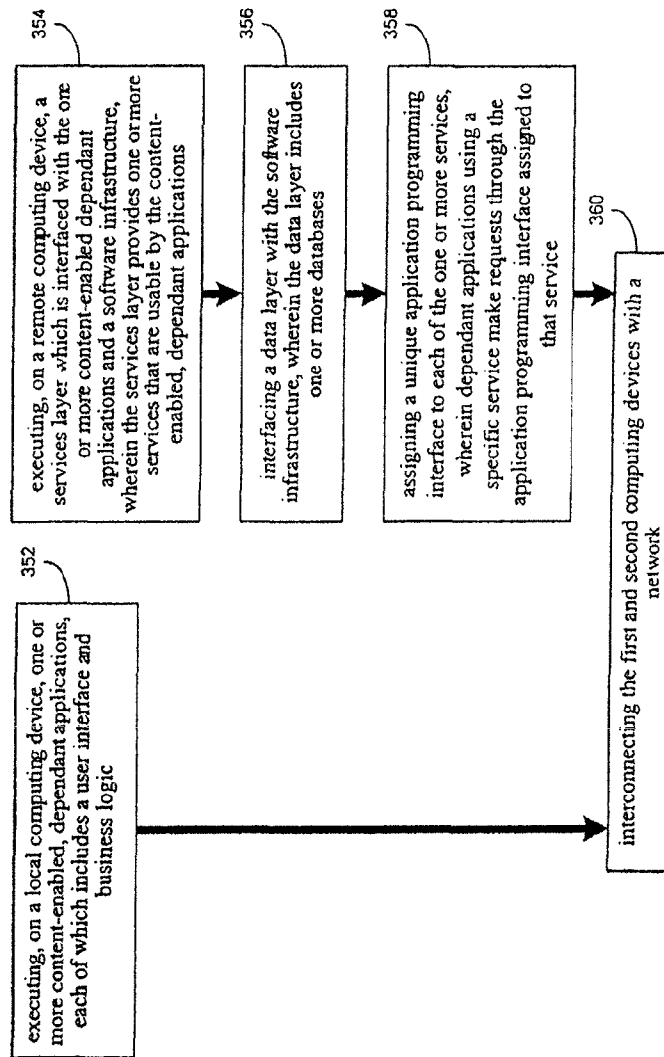 352
executing, on a local computing device, one or
more content-enabled, dependant applications,
each of which includes a user interface and
business logic
354
executing, on a remote computing device, a
services layer which is interfaced with the one
or more content-enabled dependant
applications and a software infrastructure,
wherein the services layer provides one or more
services that are usable by the content-
enabled, dependant applications
356
interfacing a data layer with the software
infrastructure, wherein the data layer includes
one or more databases
358
assigning a unique application programming
interface to each of the one or more services,
wherein dependant applications using a
specific service make requests through the
application programing interface assigned to
that service
360
interconnecting the first and second computing devices with a
network